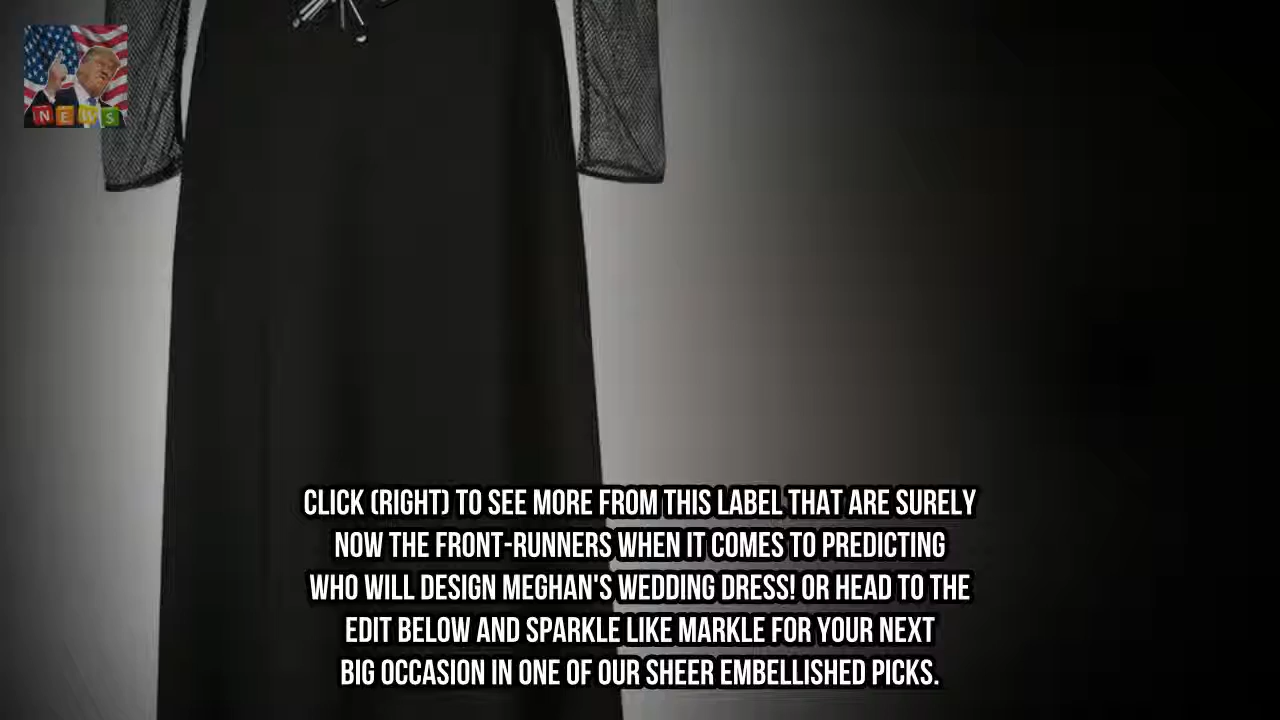 NEWS
CLICK (RIGHT) TO SEE MORE FROM THIS LABEL THAT ARE SURELY
NOW THE FRONT-RUNNERS WHEN IT COMES TO PREDICTING
WHO WILL DESIGN MEGHAN'S WEDDING DRESS! OR HEAD TO THE
EDIT BELOW AND SPARKLE LIKE MARKLE FOR YOUR NEXT
BIG OCCASION IN ONE OF OUR SHEER EMBELLISHED PICKS.